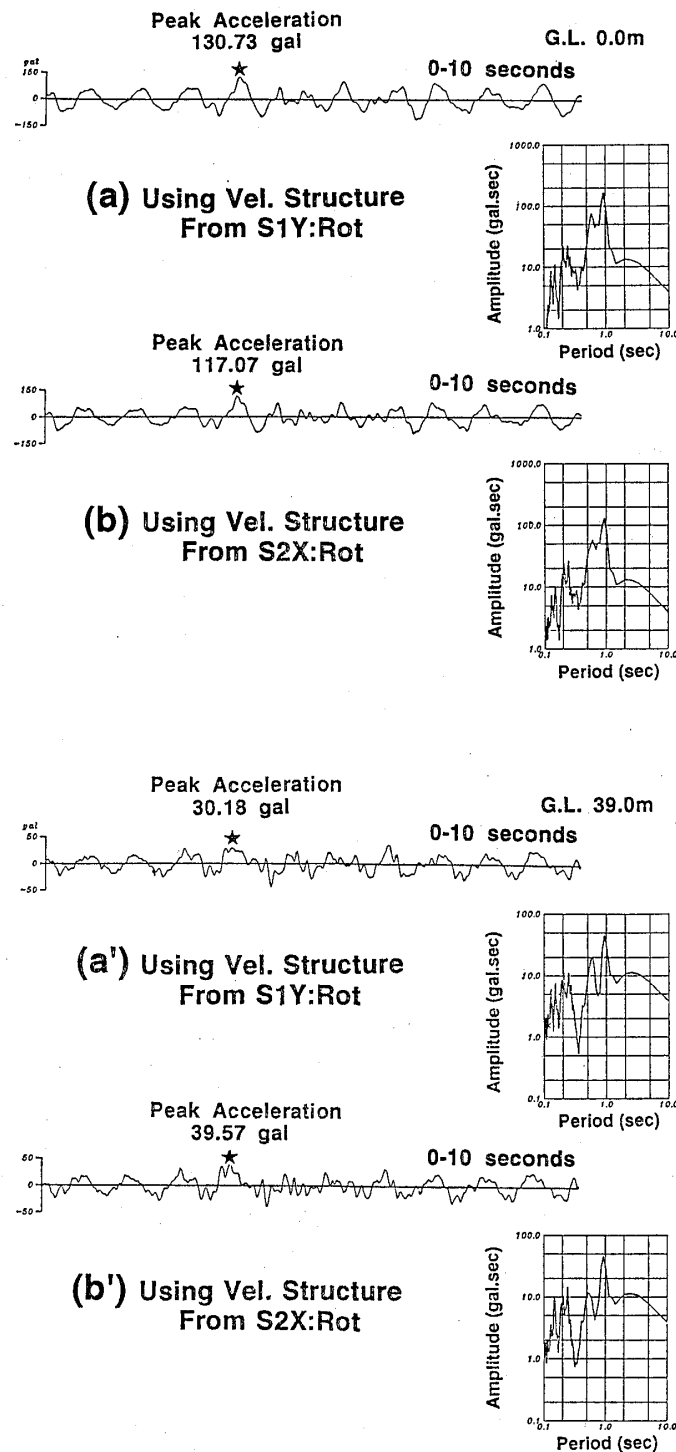 Peak Acceleration
130.73 gal
G.L. 0.0m
gal
150
0
-150
0-10 seconds
(a) Using Vel. Structure
From S1Y:Rot
Amplitude (gal.sec)
1000.0
100.0
10.0
1.0
0.1
1.0
10.0
Period (sec)
Peak Acceleration
117.07 gal
150
0
-150
0-10 seconds
(b) Using Vel. Structure
From S2X:Rot
Amplitude (gal.sec)
1000.0
100.0
10.0
1.0
0.1
1.0
10.0
Period (sec)
Peak Acceleration
30.18 gal
G.L. 39.0m
gal
50
0
-50
0-10 seconds
(a') Using Vel. Structure
From S1Y:Rot
Amplitude (gal.sec)
100.0
10.0
1.0
0.1
0.1
1.0
10.0
Period (sec)
Peak Acceleration
39.57 gal
50
0
-50
0-10 seconds
(b') Using Vel. Structure
From S2X:Rot
Amplitude (gal.sec)
100.0
10.0
1.0
0.1
0.1
1.0
10.0
Period (sec)